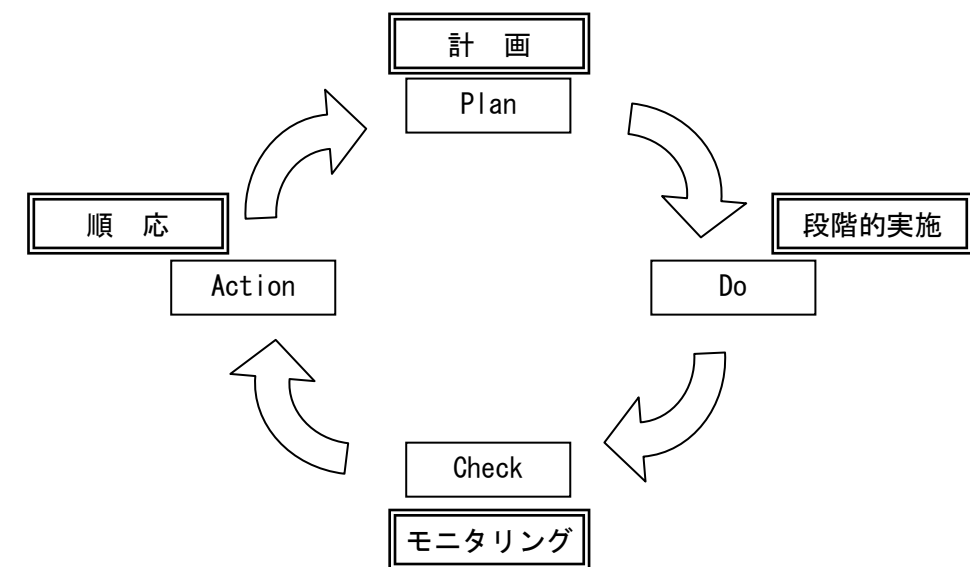 計 画
Plan
順 応
段階的実施
Action
Do
Check
モニタリング